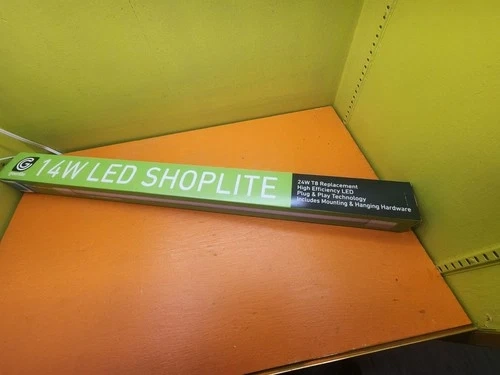 14W LED SHOPLITE
24W T8 Replacement
High Efficiency LED
Plug & Play Technology
Includes Mounting & Hanging Hardware